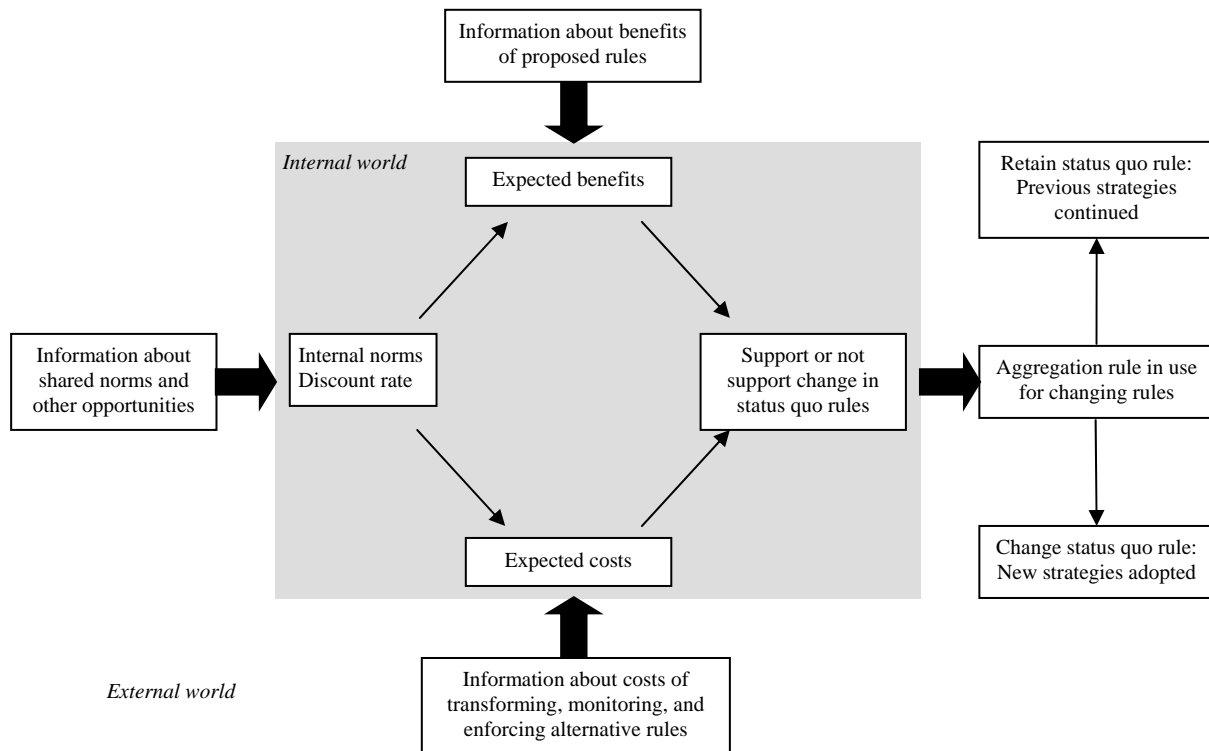 Information about benefits
of proposed rules
Internal world
Expected benefits
Retain status quo rule:
Previous strategies
continued
Information about
shared norms and
other opportunities
Internal norms
Discount rate
Support or not
support change in
status quo rules
Aggregation rule in use
for changing rules
Expected costs
Change status quo rule:
New strategies adopted
External world
Information about costs of
transforming, monitoring, and
enforcing alternative rules